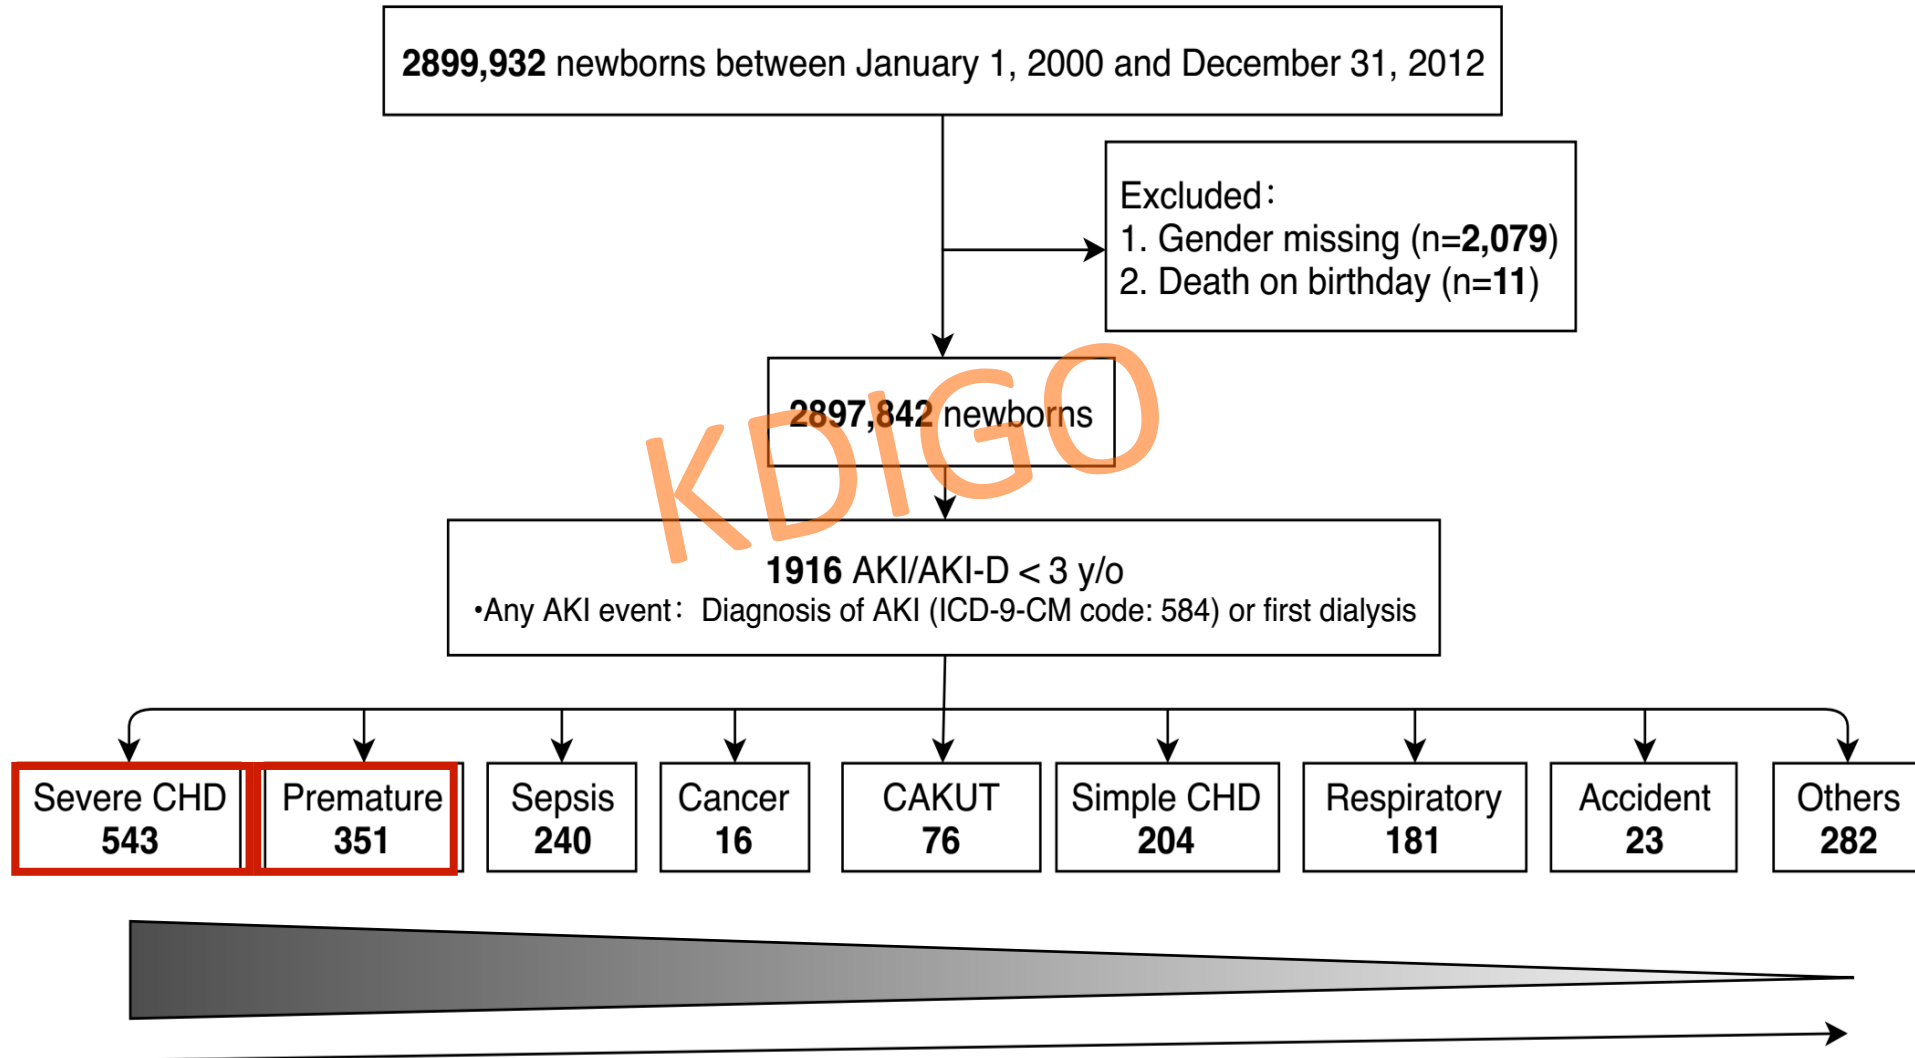 2899,932 newborns between January 1, 2000 and December 31, 2012
Excluded:
1. Gender missing (n=2,079)
2. Death on birthday (n=11)
2897,842 newborns
KDIGO
1916 AKI/AKI-D < 3 y/o
•Any AKI event: Diagnosis of AKI (ICD-9-CM code: 584) or first dialysis
Severe CHD
543
Premature
351
Sepsis
240
Cancer
16
CAKUT
76
Simple CHD
204
Respiratory
181
Accident
23
Others
282